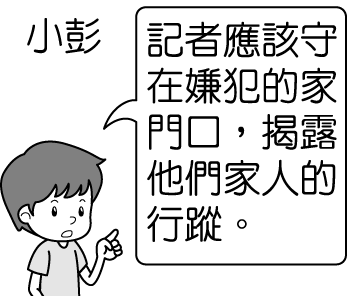 小彭
記者應該守
在嫌犯的家
門口，揭露
他們家人的
行蹤。